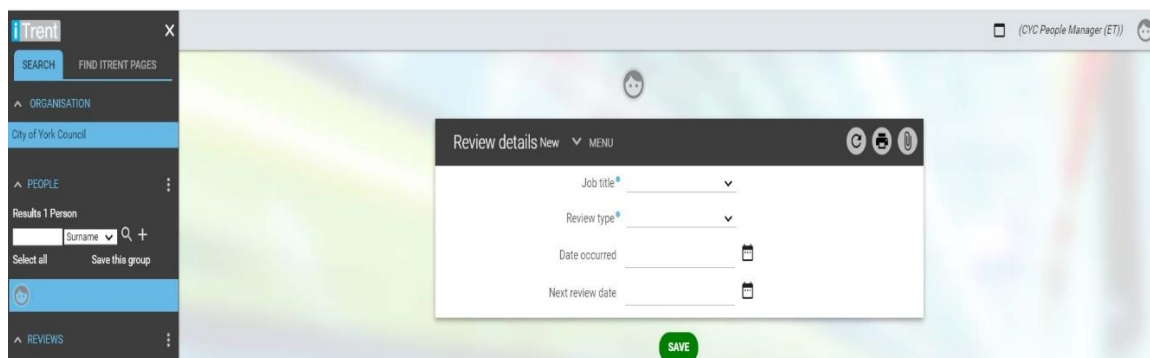 iTrent X
(CYC People Manager (ET))
SEARCH FIND ITRENT PAGES
ORGANISATION
City of York Council
PEOPLE
Results 1 Person
Surname
Select all Save this group
REVIEWS
Review details New MENU
Job title
Review type
Date occurred
Next review date
SAVE